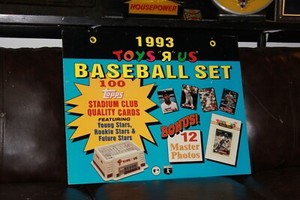 HOUSEPOWER
1993
TOYS "Я" US
BASEBALL SET
100
Topps
STADIUM CLUB
QUALITY CARDS
FEATURING
Young Stars,
Rookie Stars &
Future Stars
BONUS!
12
Master
Photos